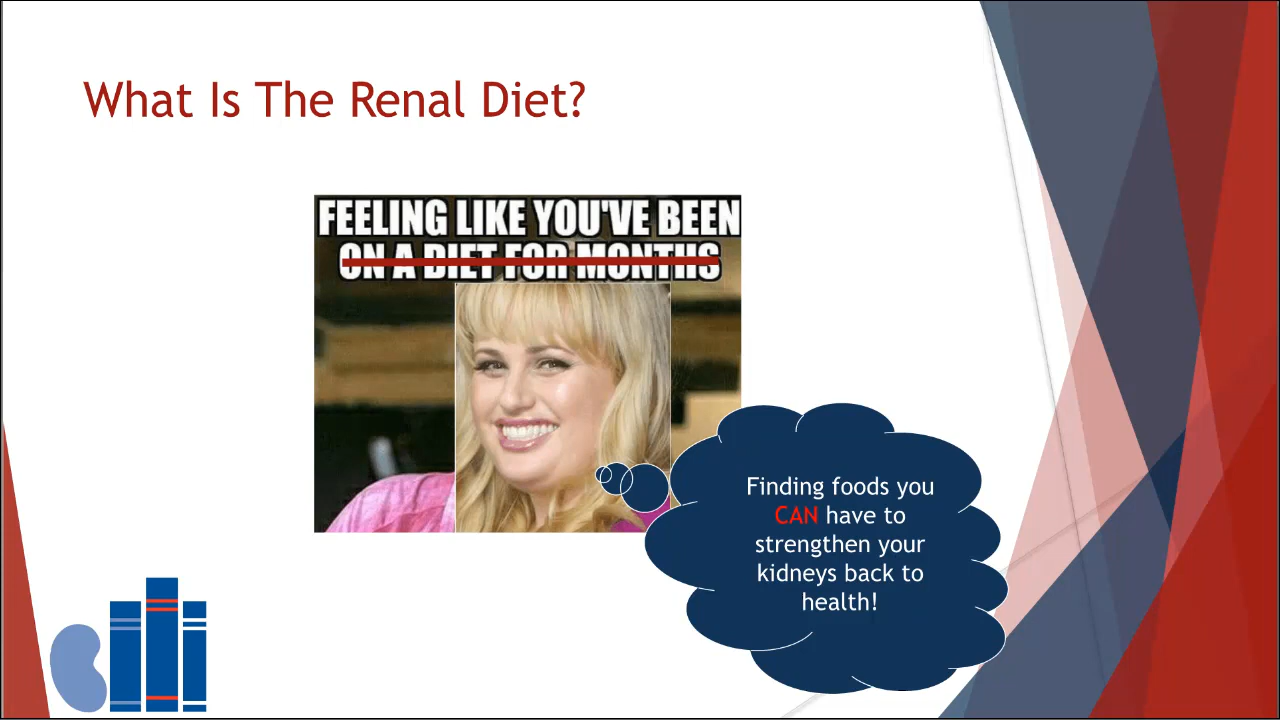 What Is The Renal Diet?
FEELING LIKE YOU'VE BEEN
ON A DIET FOR MONTHS
Finding foods you
CAN have to
strengthen your
kidneys back to
health!